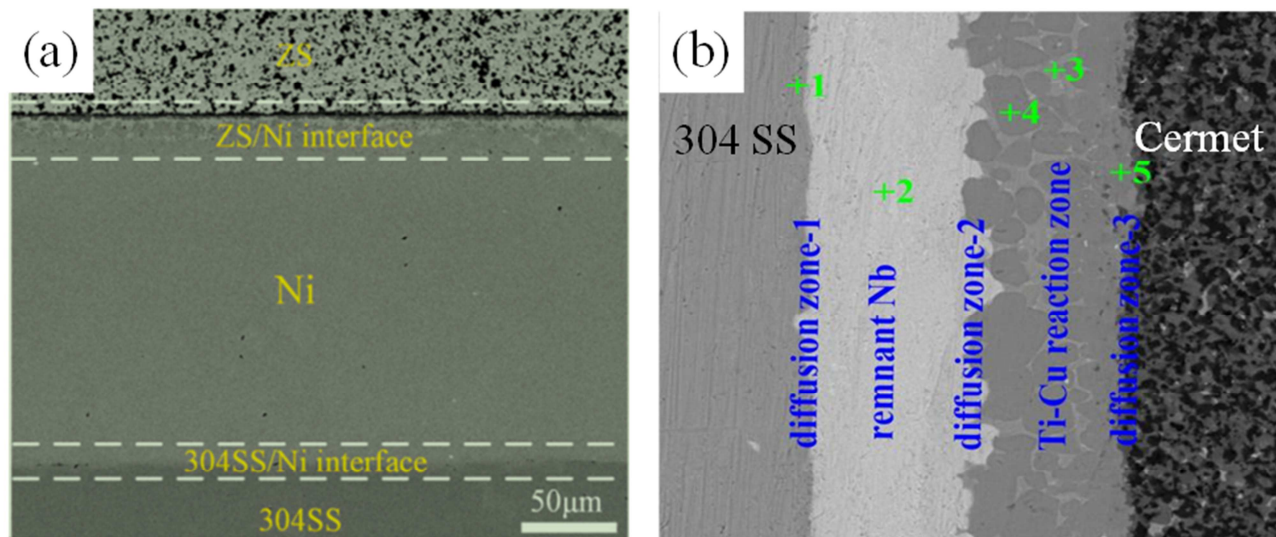 (a)
ZS
ZS/Ni interface
Ni
304SS/Ni interface
304SS
50μm
(b)
+1
+3
+4
304 SS
Cermet
+5
+2
diffusion zone-1
remnant Nb
diffusion zone-2
Ti-Cu reaction zone
diffusion zone-3